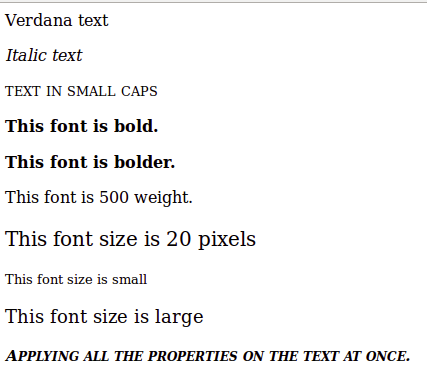 Verdana text
Italic text
TEXT IN SMALL CAPS
This font is bold.
This font is bolder.
This font is 500 weight.
This font size is 20 pixels
This font size is small
This font size is large
APPLYING ALL THE PROPERTIES ON THE TEXT AT ONCE.